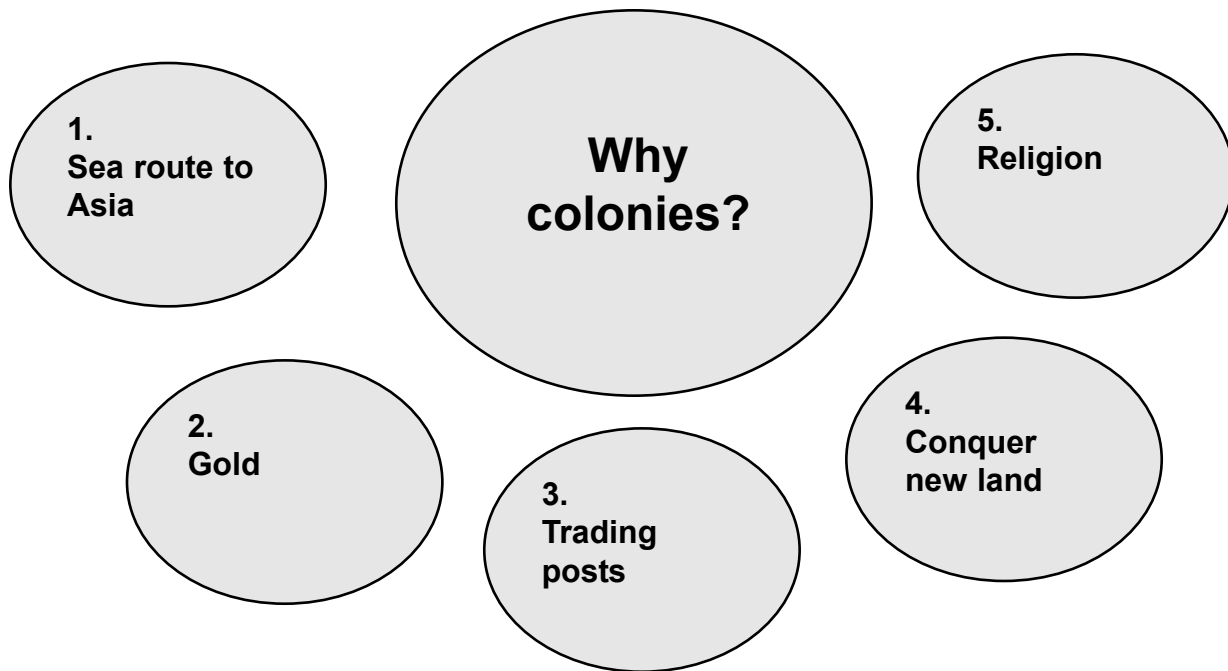 Why
colonies?
1.
Sea route to
Asia
2.
Gold
3.
Trading
posts
4.
Conquer
new land
5.
Religion